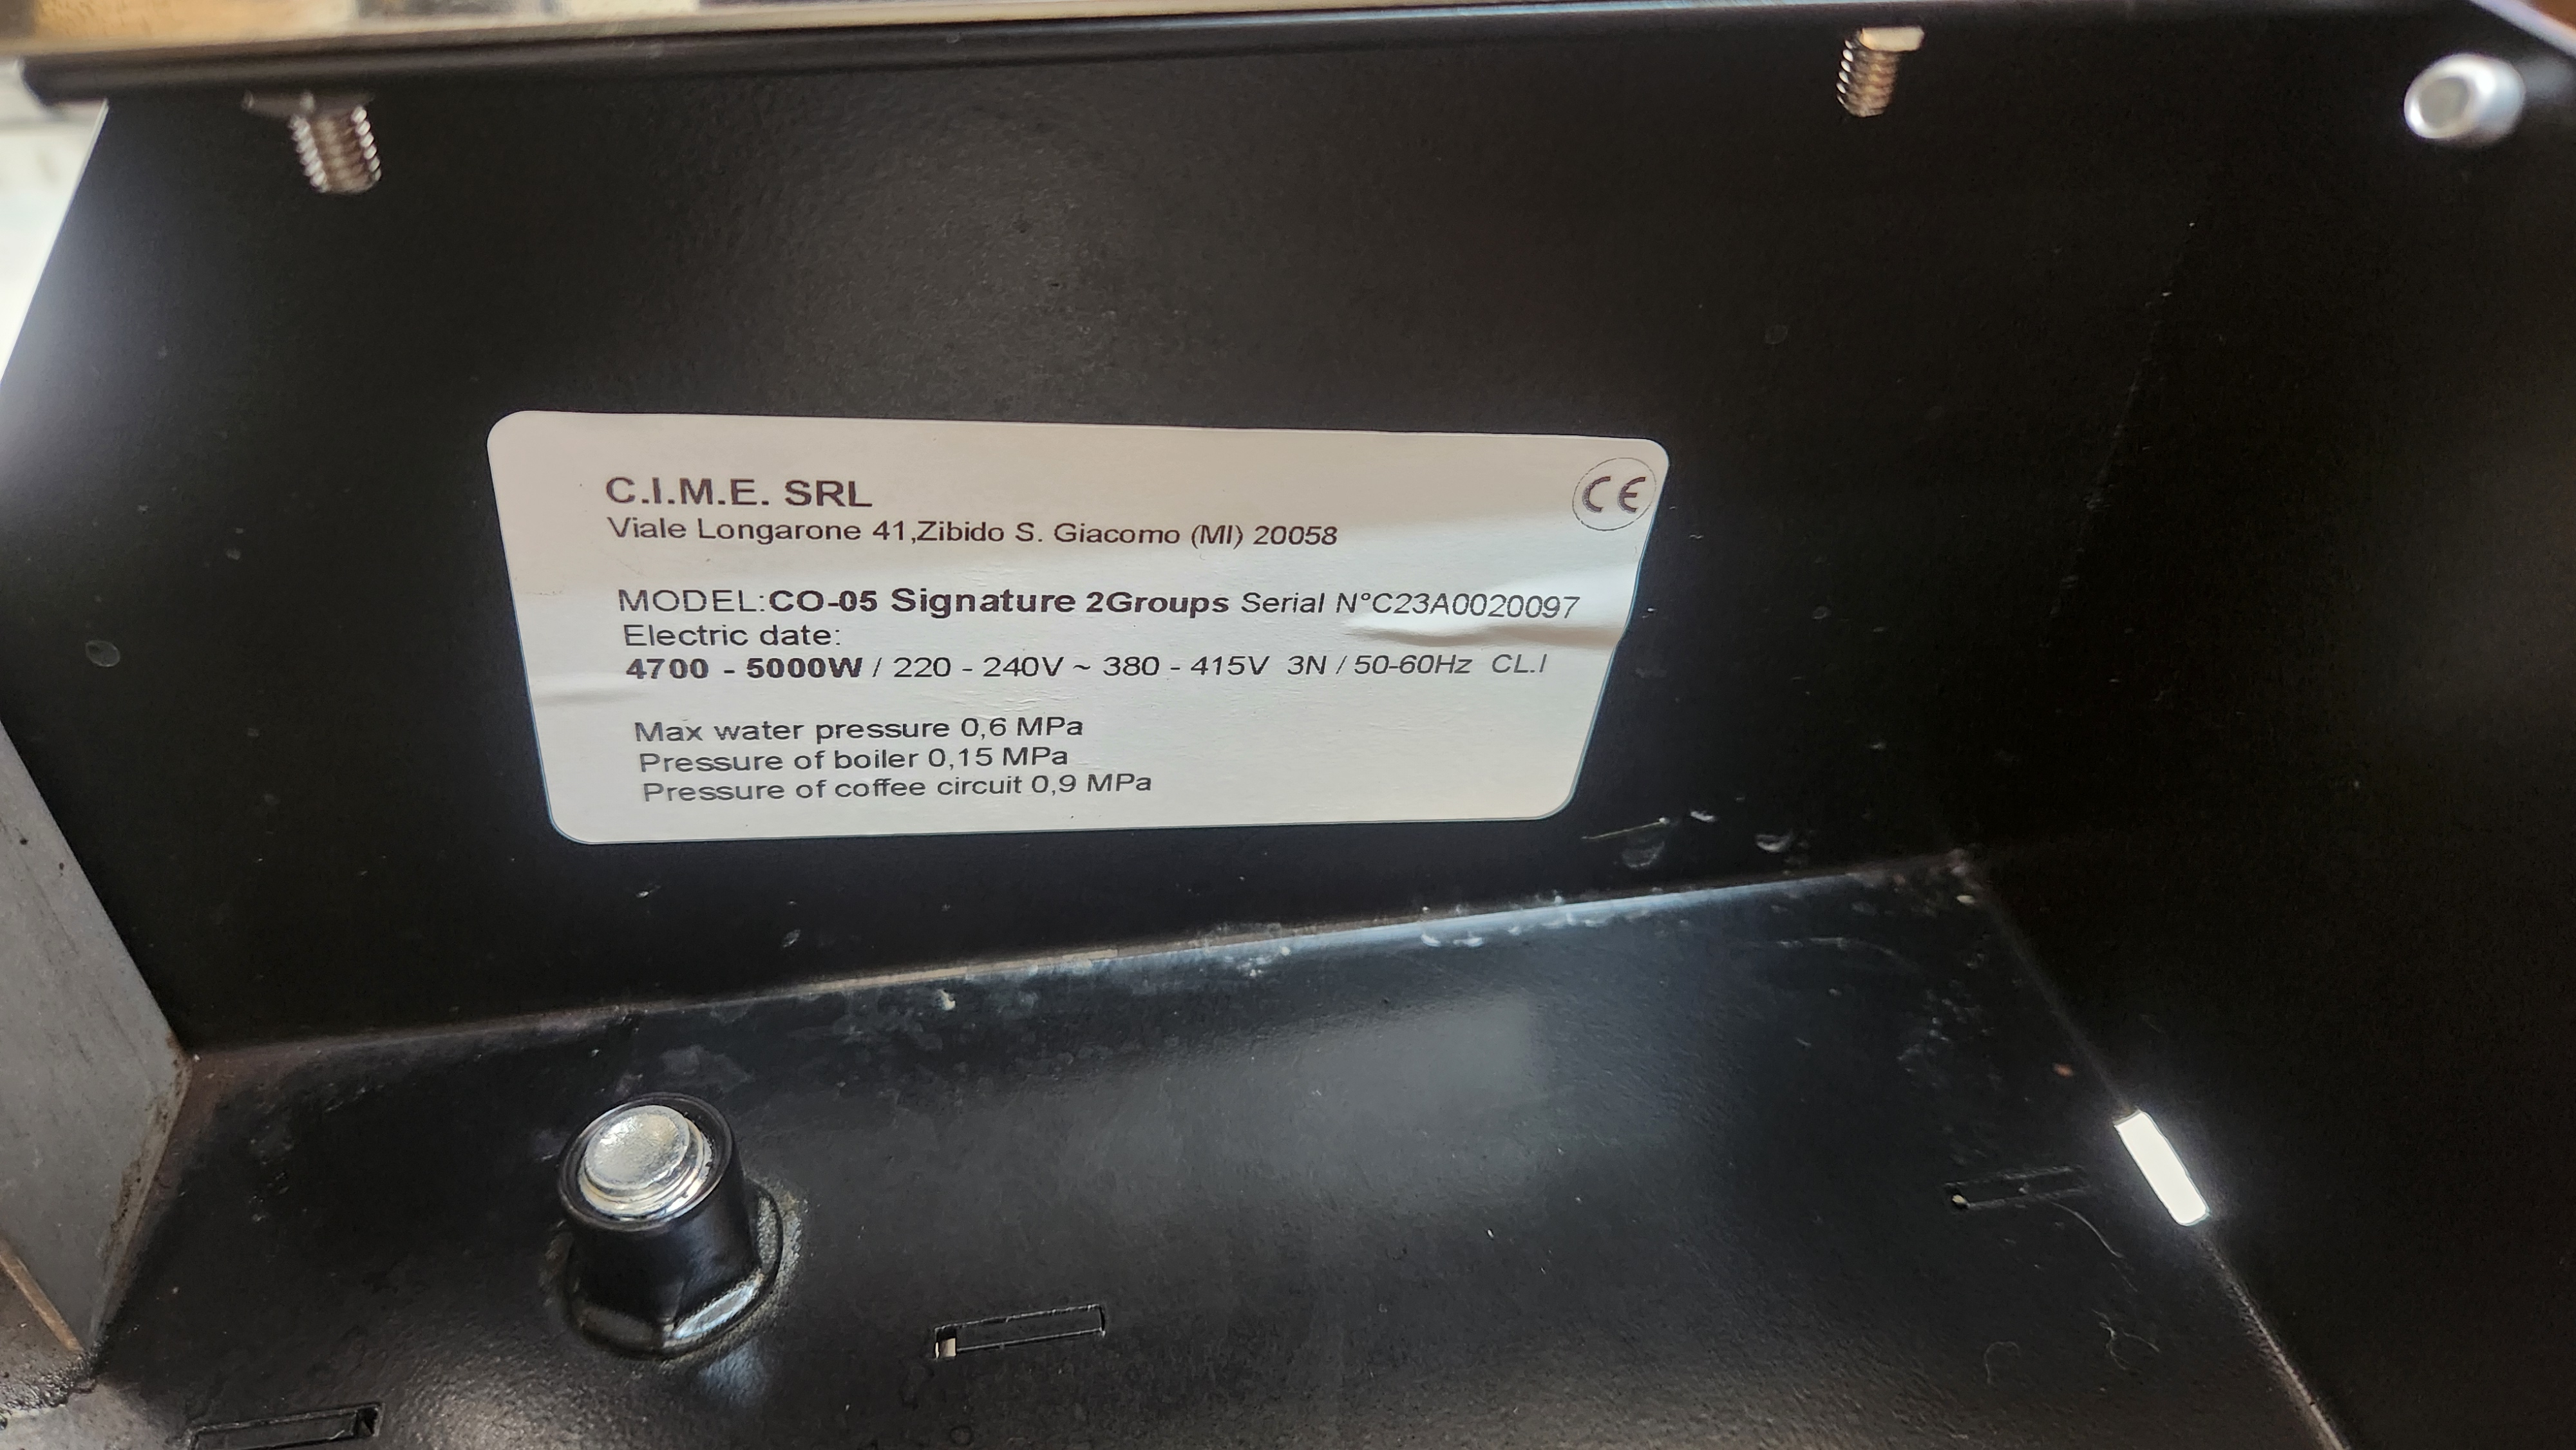 C.I.M.E. SRL
CE
Viale Longarone 41,Zibido S. Giacomo (MI) 20058
MODEL:CO-05 Signature 2Groups Serial N°C23A0020097
Electric date:
4700 - 5000W / 220 - 240V ~ 380 - 415V 3N / 50-60Hz CL.I
Max water pressure 0,6 MPa
Pressure of boiler 0,15 MPa
Pressure of coffee circuit 0,9 MPa